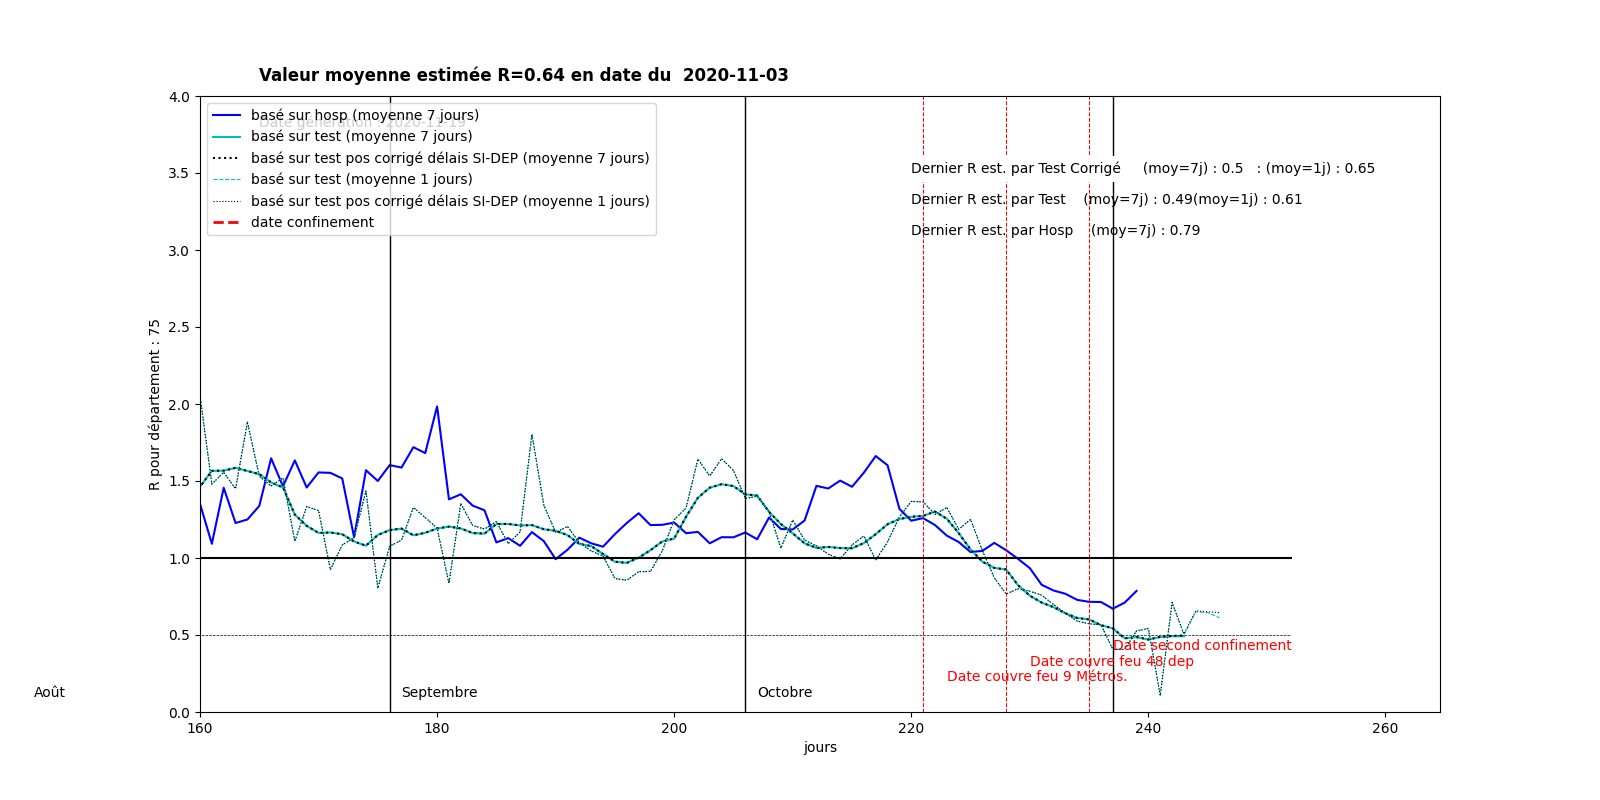 Valeur moyenne estimée R=0.64 en date du  2020-11-03
Date génération : 2020-11-19
basé sur hosp (moyenne 7 jours)
basé sur test (moyenne 7 jours)
basé sur test pos corrigé délais SI-DEP (moyenne 7 jours)
basé sur test (moyenne 1 jours)
basé sur test pos corrigé délais SI-DEP (moyenne 1 jours)
date confinement
Dernier R est. par Test Corrigé     (moy=7j) : 0.5   : (moy=1j) : 0.65
Dernier R est. par Test    (moy=7j) : 0.49(moy=1j) : 0.61
Dernier R est. par Hosp    (moy=7j) : 0.79
4.0
3.5
3.0
2.5
2.0
1.5
1.0
0.5
0.0
R pour département : 75
Date second confinement
Date couvre feu 48 dep
Date couvre feu 9 Métros.
Août
Septembre
Octobre
160
180
200
220
240
260
jours